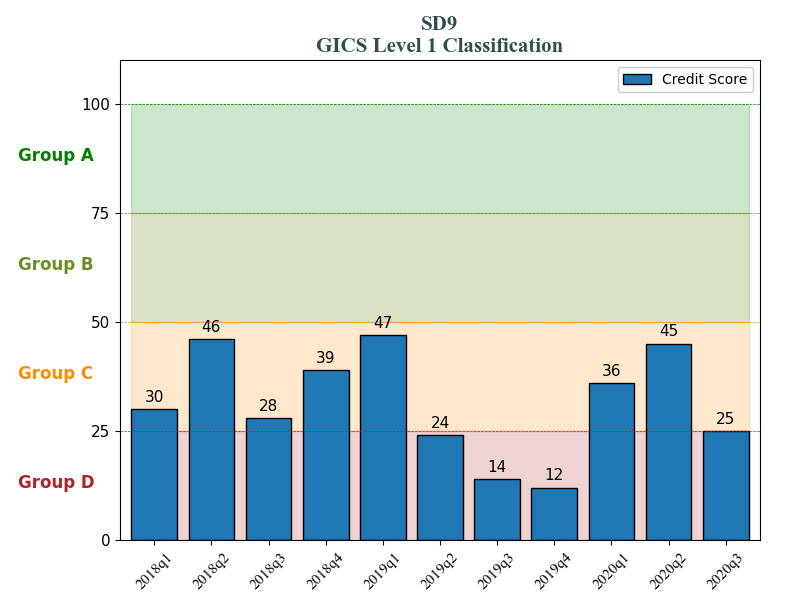 SD9
GICS Level 1 Classification
Credit Score
100
Group A
75
Group B
50
Group C
25
Group D
0
30
46
28
39
47
24
14
12
36
45
25
2018q1
2018q2
2018q3
2018q4
2019q1
2019q2
2019q3
2019q4
2020q1
2020q2
2020q3